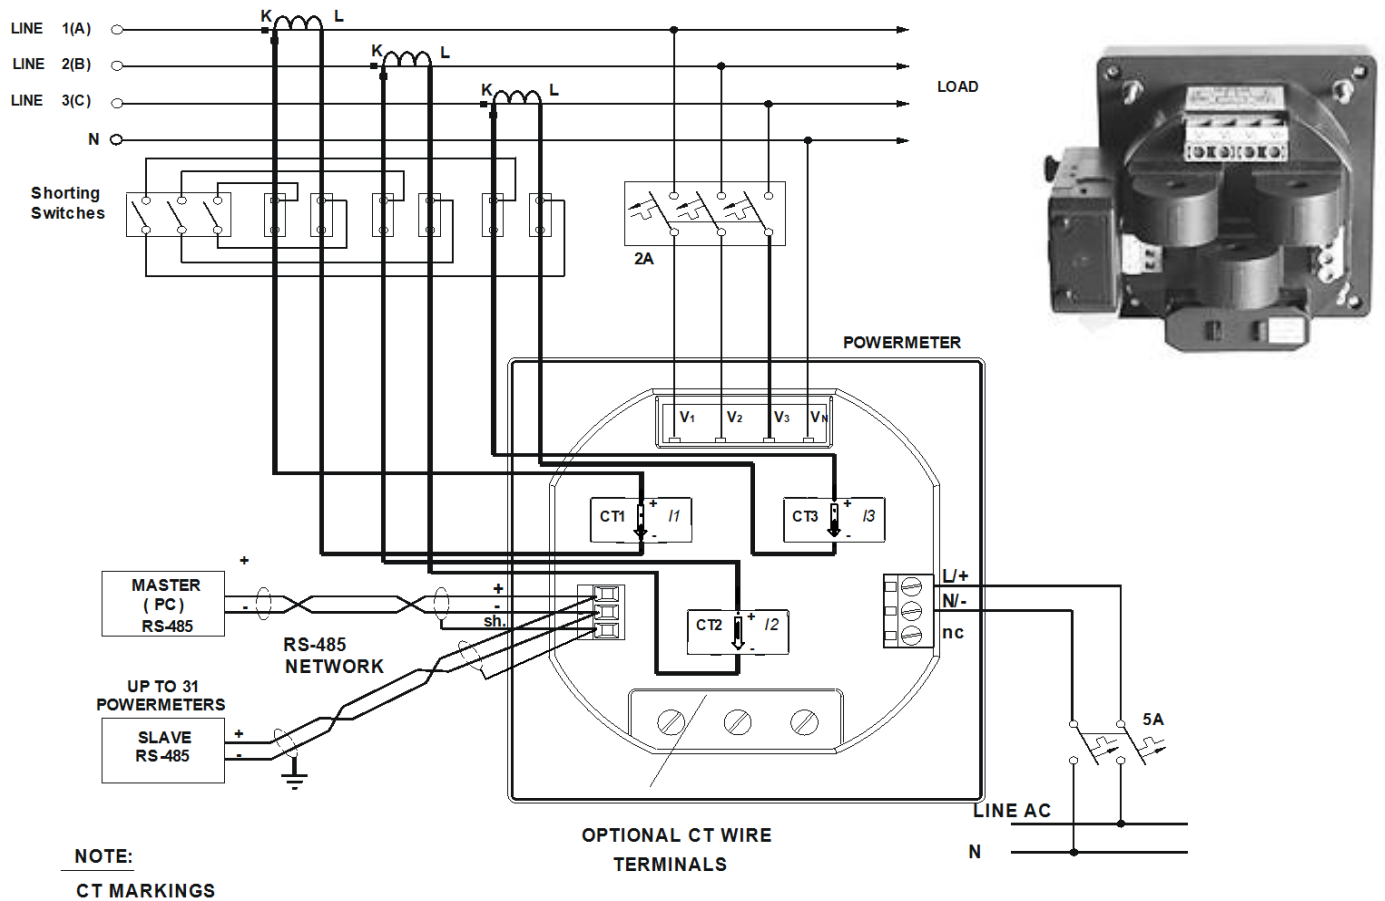 K L
LINE 1(A)
K L
LINE 2(B)
K L
LINE 3(C)
LOAD
N
Shorting
Switches
2A
POWERMETER
V1 V2 V3 VN
CT1 + I1 -
CT3 + I3 -
+
MASTER
( PC)
RS-485
-
+
-
sh.
L/+
N/-
nc
CT2 + I2 -
RS-485
NETWORK
UP TO 31
POWERMETERS
SLAVE
RS-485
+
-
5A
LINE AC
N
OPTIONAL CT WIRE
TERMINALS
NOTE:
CT MARKINGS